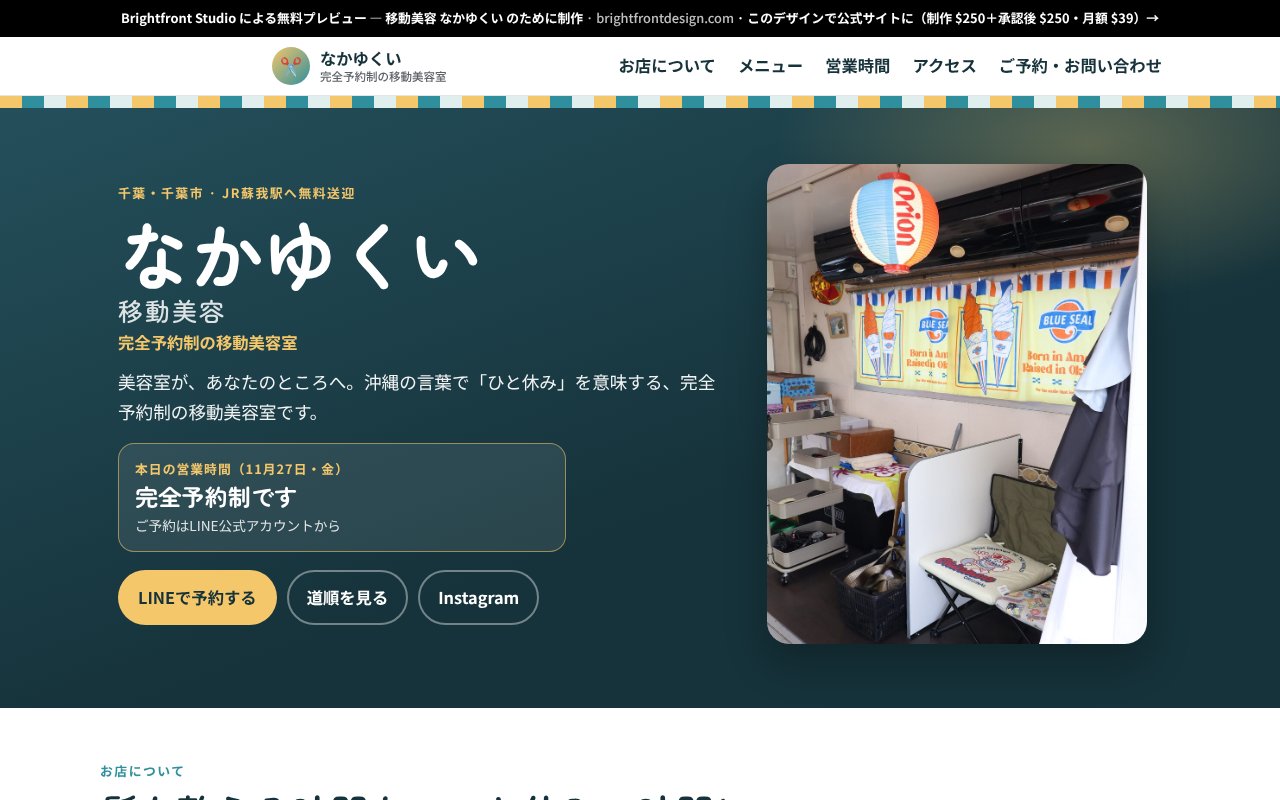 Brightfront Studio による無料プレビュー — 移動美容 なかゆくい のために制作 · brightfrontdesign.com · このデザインで公式サイトに（制作 $250＋承認後 $250・月額 $39）→
なかゆくい
完全予約制の移動美容室
お店について メニュー 営業時間 アクセス ご予約・お問い合わせ
千葉・千葉市 · JR蘇我駅へ無料送迎
なかゆくい
移動美容
完全予約制の移動美容室
美容室が、あなたのところへ。沖縄の言葉で「ひと休み」を意味する、完全
予約制の移動美容室です。
本日の営業時間（11月27日・金）
完全予約制です
ご予約はLINE公式アカウントから
LINEで予約する 道順を見る Instagram
Orion
BLUE SEAL
BLUE SEAL
Born in Am
Raised in Ok
お店について